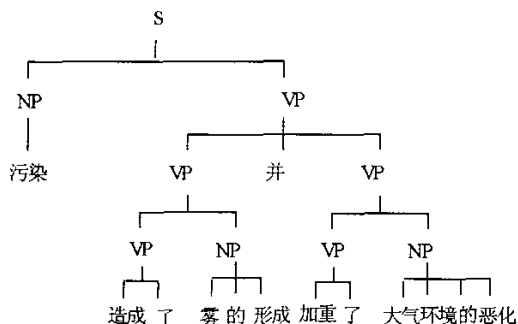 S
NP VP
污染 VP 并 VP
VP NP VP NP
造成 了 雾 的 形成 加重 了 大气环境的恶化